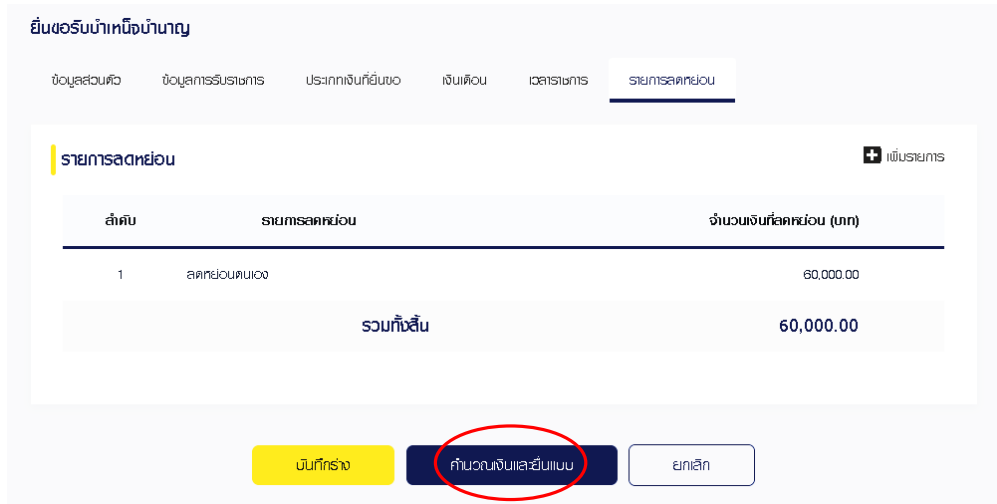 ยื่นขอรับบำเหน็จบำนาญ
ข้อมูลส่วนตัว ข้อมูลการรับราชการ ประเภทเงินที่ยื่นขอ เงินเดือน เวลาราชการ รายการลดหย่อน
รายการลดหย่อน เพิ่มรายการ
ลำดับ รายการลดหย่อน จำนวนเงินที่ลดหย่อน (บาท)
1 ลดหย่อนตนเอง 60,000.00
รวมทั้งสิ้น 60,000.00
บันทึกร่าง คำนวณเงินและยื่นแบบ ยกเลิก